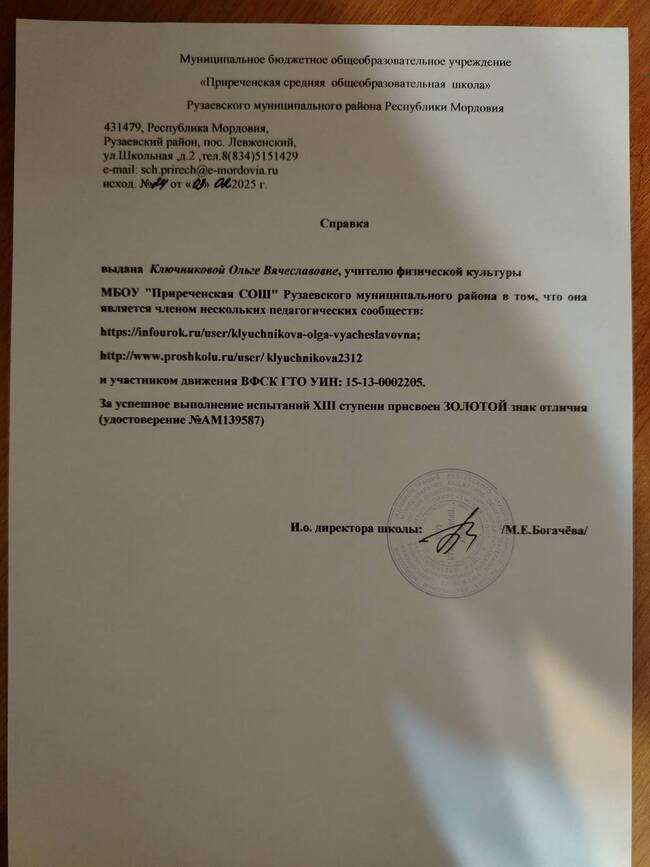 Муниципальное бюджетное общеобразовательное учреждение
«Приреченская средняя общеобразовательная школа»
Рузаевского муниципального района Республики Мордовия
431479, Республика Мордовия,
Рузаевский район, пос. Левженский,
ул.Школьная ,д.2 ,тел.8(834)5151429
e-mail: sch.prirech@e-mordovia.ru
исход. № от « » 2025 г.
Справка
выдана Ключниковой Ольге Вячеславовне, учителю физической культуры
МБОУ "Приреченская СОШ" Рузаевского муниципального района в том, что она
является членом нескольких педагогических сообществ:
https://infourok.ru/user/klyuchnikova-olga-vyacheslavovna;
http://www.proshkolu.ru/user/ klyuchnikova2312
и участником движения ВФСК ГТО УИН: 15-13-0002205.
За успешное выполнение испытаний XIII ступени присвоен ЗОЛОТОЙ знак отличия
(удостоверение №АМ139587)
И.о. директора школы: /М.Е.Богачёва/